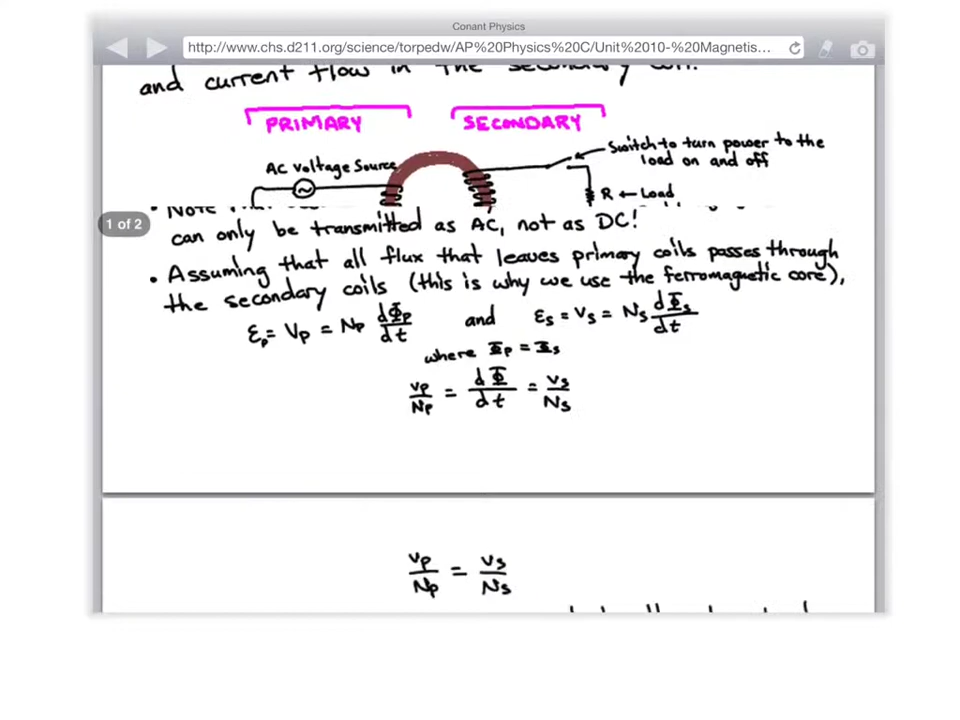 Conant Physics
http://www.chs.d211.org/science/torpedw/AP%20Physics%20C/Unit%2010-%20Magnetis...
and current flow in the secondary coil.
PRIMARY SECONDARY
Switch to turn power to the
load on and off
AC Voltage Source
R ← Load
1 of 2
• Note that
can only be transmitted as AC, not as DC!
• Assuming that all flux that leaves primary coils passes through
the secondary coils (this is why we use the ferromagnetic core),
εp = Vp = Np dΦp/dt and εs = Vs = Ns dΦs/dt
where Φp = Φs
Vp/Np = dΦ/dt = Vs/Ns
Vp/Np = Vs/Ns